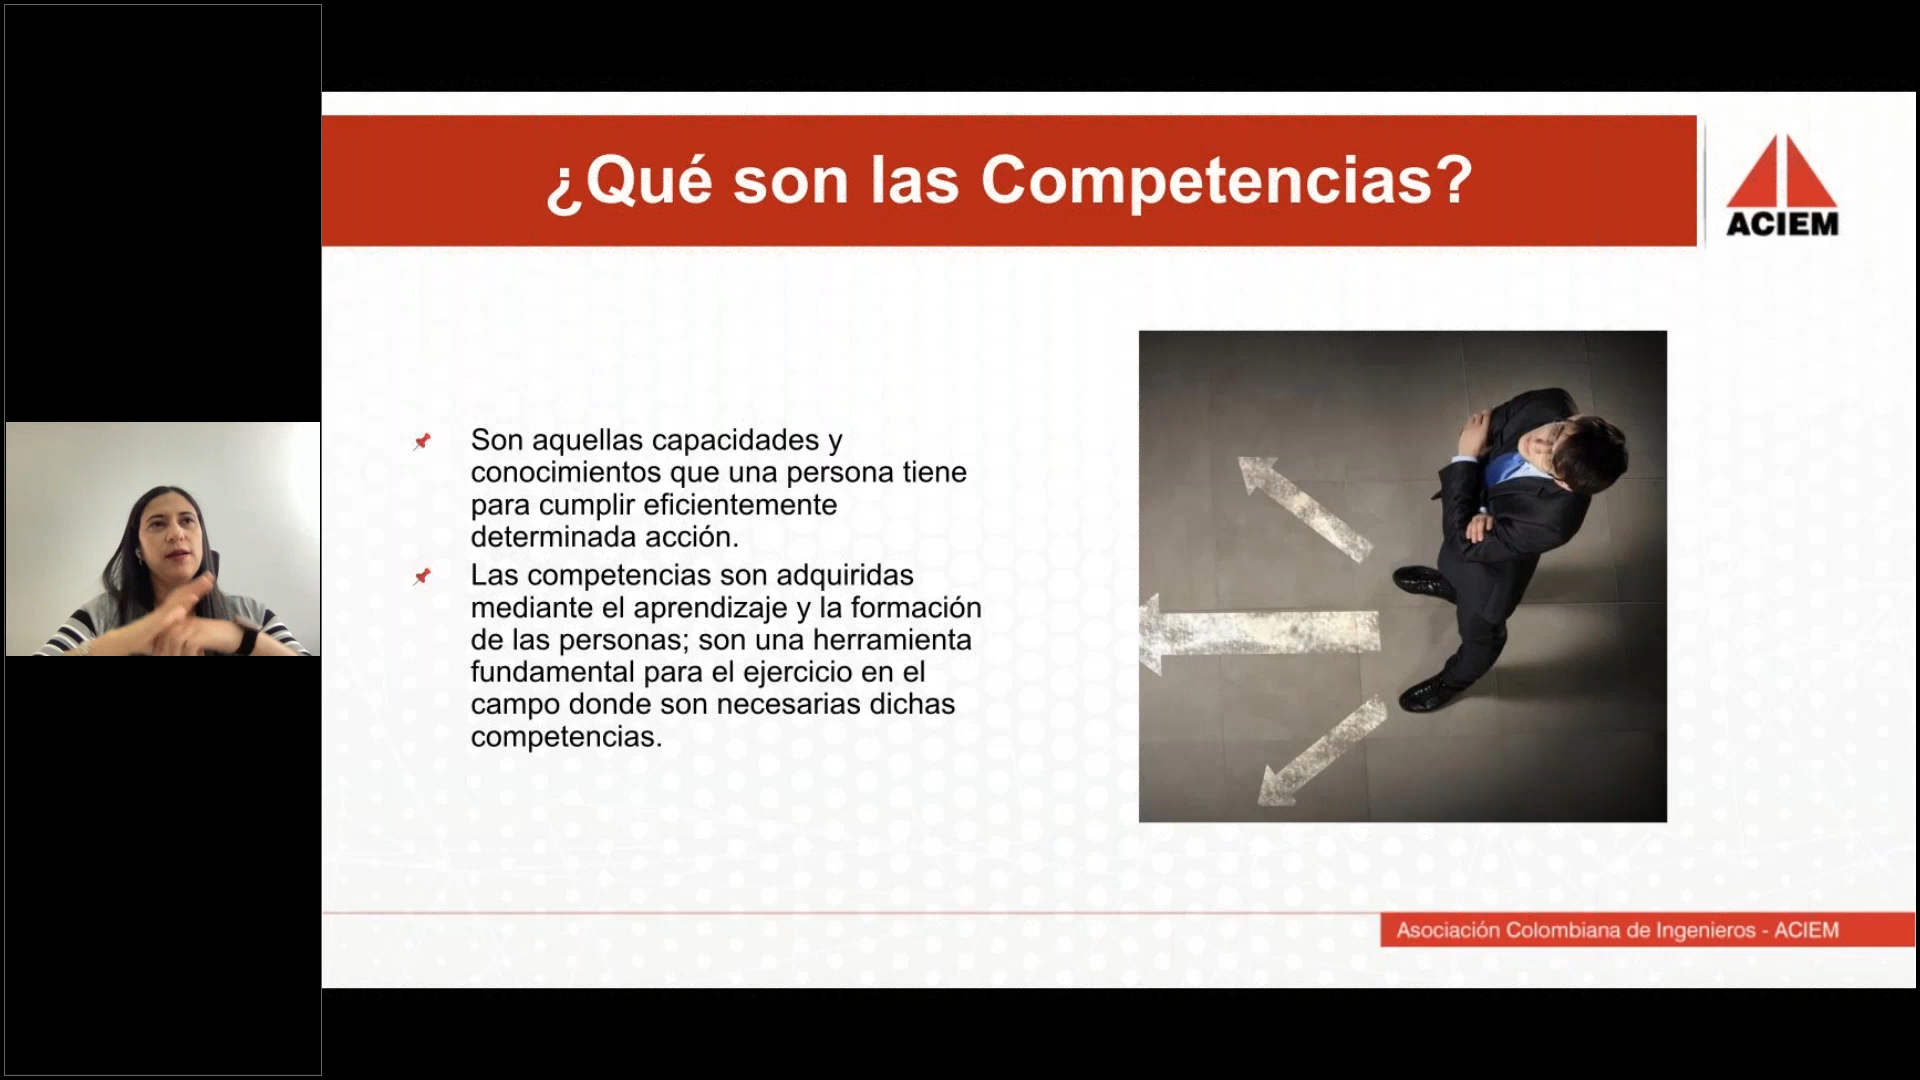 ¿Qué son las Competencias?
ACIEM
Son aquellas capacidades y
conocimientos que una persona tiene
para cumplir eficientemente
determinada acción.
Las competencias son adquiridas
mediante el aprendizaje y la formación
de las personas; son una herramienta
fundamental para el ejercicio en el
campo donde son necesarias dichas
competencias.
Asociación Colombiana de Ingenieros - ACIEM